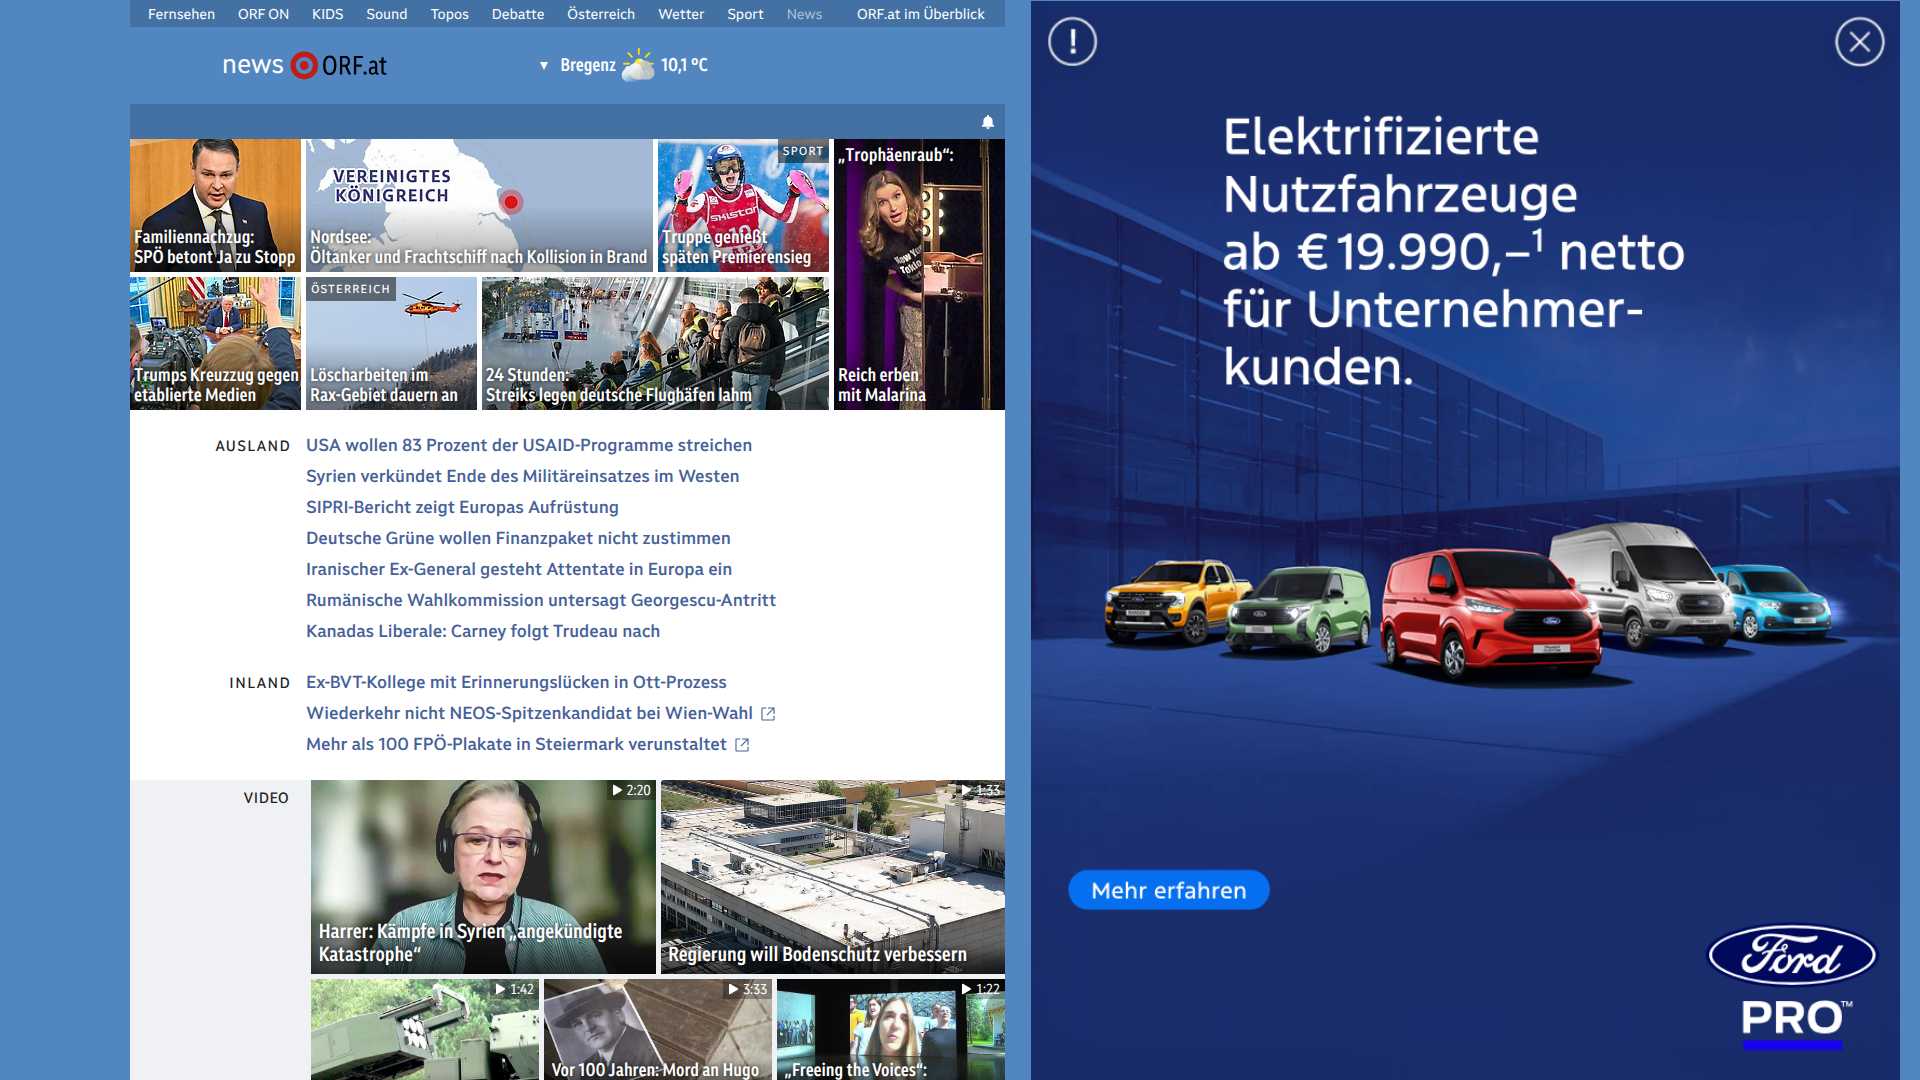 Fernsehen ORF ON KIDS Sound Topos Debatte Österreich Wetter Sport News ORF.at im Überblick
news ORF.at
▼ Bregenz 10,1 °C
Familiennachzug:
SPÖ betont Ja zu Stopp
VEREINIGTES
KÖNIGREICH
Nordsee:
Öltanker und Frachtschiff nach Kollision in Brand
SPORT
Truppe genießt
späten Premierensieg
„Trophäenraub“:
Reich erben
mit Malarina
Trumps Kreuzzug gegen
etablierte Medien
ÖSTERREICH
Löscharbeiten im
Rax-Gebiet dauern an
24 Stunden:
Streiks legen deutsche Flughäfen lahm
AUSLAND
USA wollen 83 Prozent der USAID-Programme streichen
Syrien verkündet Ende des Militäreinsatzes im Westen
SIPRI-Bericht zeigt Europas Aufrüstung
Deutsche Grüne wollen Finanzpaket nicht zustimmen
Iranischer Ex-General gesteht Attentate in Europa ein
Rumänische Wahlkommission untersagt Georgescu-Antritt
Kanadas Liberale: Carney folgt Trudeau nach
INLAND
Ex-BVT-Kollege mit Erinnerungslücken in Ott-Prozess
Wiederkehr nicht NEOS-Spitzenkandidat bei Wien-Wahl
Mehr als 100 FPÖ-Plakate in Steiermark verunstaltet
VIDEO
2:20
Harrer: Kämpfe in Syrien „angekündigte
Katastrophe“
1:33
Regierung will Bodenschutz verbessern
1:42
3:33
Vor 100 Jahren: Mord an Hugo
1:22
„Freeing the Voices“:
Elektrifizierte
Nutzfahrzeuge
ab € 19.990,–¹ netto
für Unternehmer-
kunden.
Mehr erfahren
Ford
PRO™